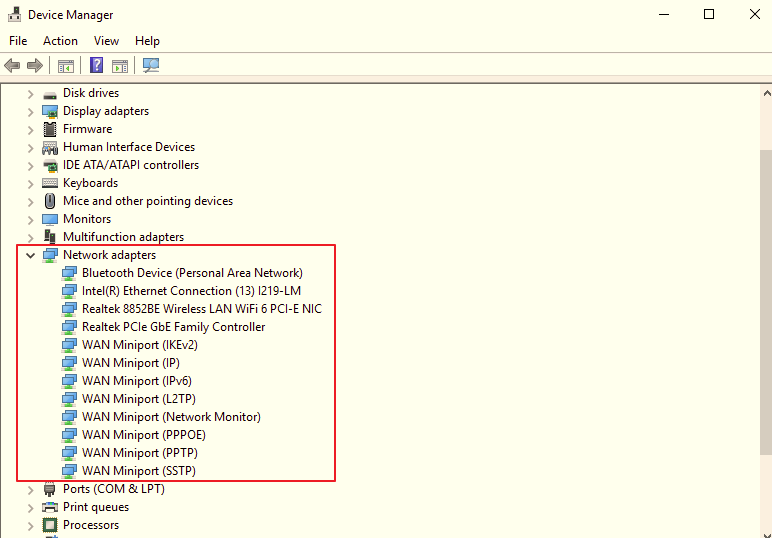 Device Manager
File Action View Help
Disk drives
Display adapters
Firmware
Human Interface Devices
IDE ATA/ATAPI controllers
Keyboards
Mice and other pointing devices
Monitors
Multifunction adapters
Network adapters
Bluetooth Device (Personal Area Network)
Intel(R) Ethernet Connection (13) I219-LM
Realtek 8852BE Wireless LAN WiFi 6 PCI-E NIC
Realtek PCIe GbE Family Controller
WAN Miniport (IKEv2)
WAN Miniport (IP)
WAN Miniport (IPv6)
WAN Miniport (L2TP)
WAN Miniport (Network Monitor)
WAN Miniport (PPPOE)
WAN Miniport (PPTP)
WAN Miniport (SSTP)
Ports (COM & LPT)
Print queues
Processors